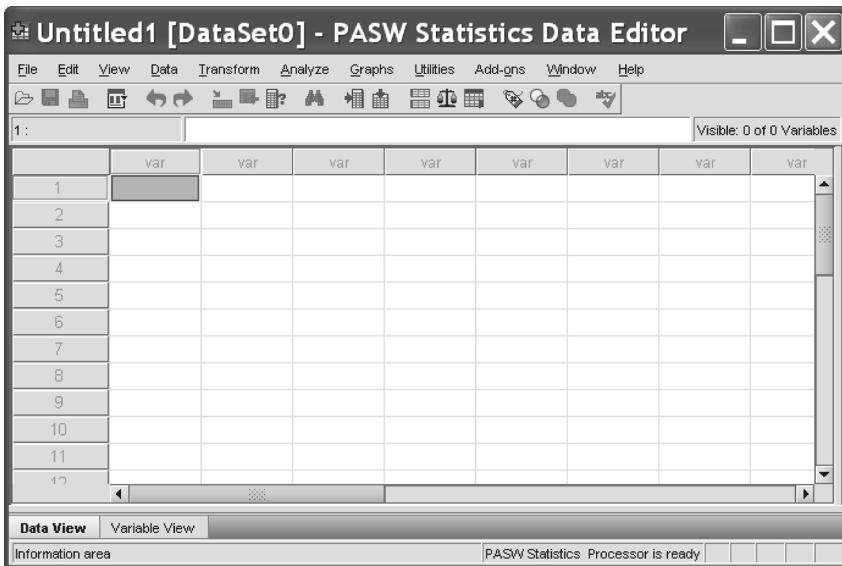 Untitled1 [DataSet0] - PASW Statistics Data Editor
File Edit View Data Transform Analyze Graphs Utilities Add-ons Window Help
1 : Visible: 0 of 0 Variables
var var var var var var var var
1
2
3
4
5
6
7
8
9
10
11
12
Data View Variable View
Information area PASW Statistics Processor is ready